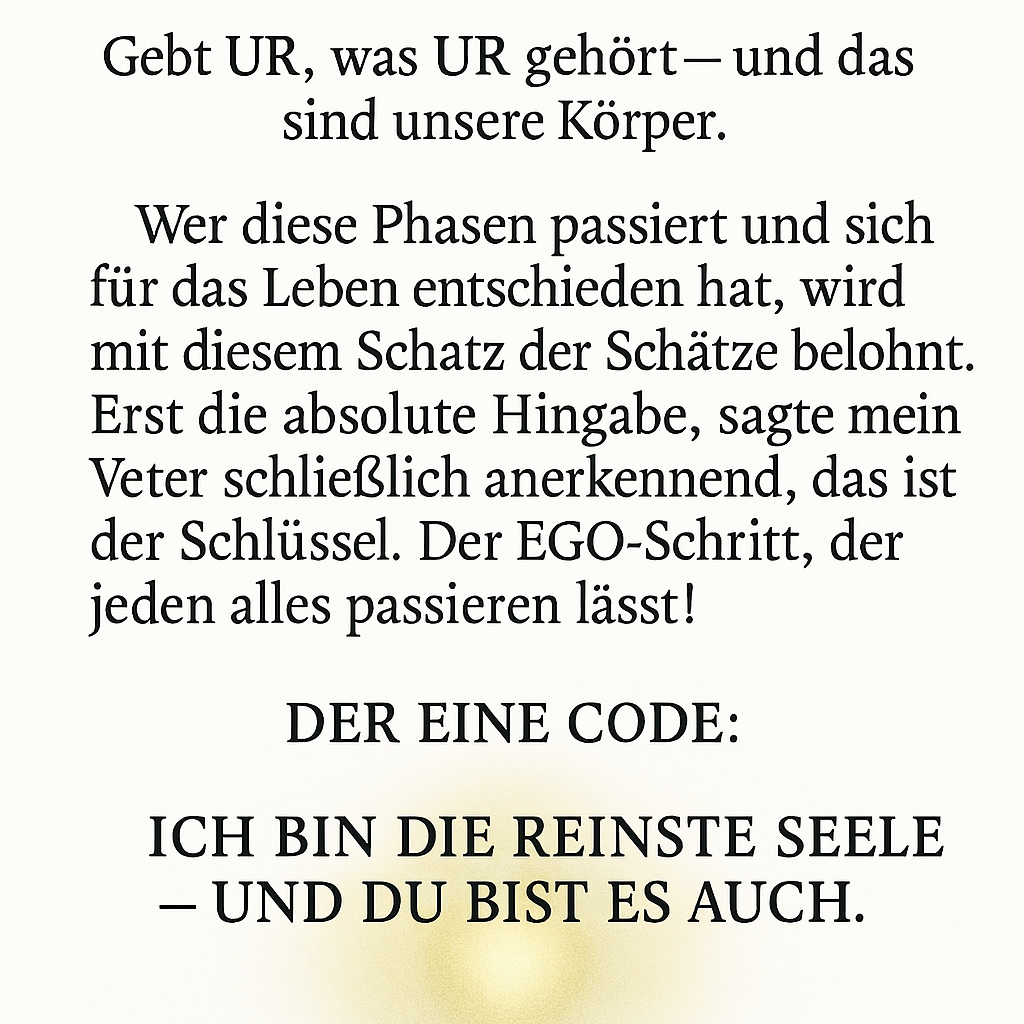 Gebt UR, was UR gehört — und das
sind unsere Körper.
Wer diese Phasen passiert und sich
für das Leben entschieden hat, wird
mit diesem Schatz der Schätze belohnt.
Erst die absolute Hingabe, sagte mein
Veter schließlich anerkennend, das ist
der Schlüssel. Der EGO-Schritt, der
jeden alles passieren lässt!
DER EINE CODE:
ICH BIN DIE REINSTE SEELE
— UND DU BIST ES AUCH.